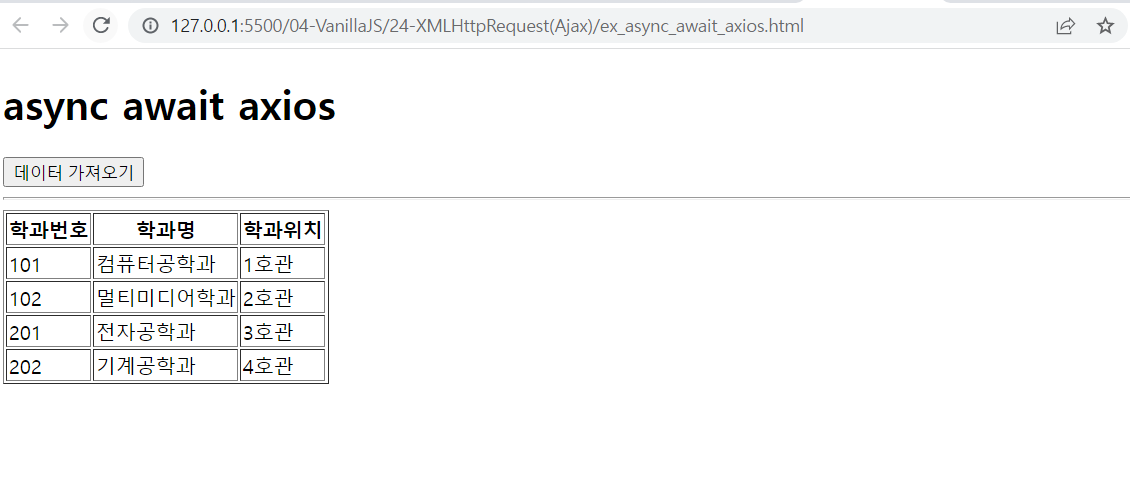 127.0.0.1:5500/04-VanillaJS/24-XMLHttpRequest(Ajax)/ex_async_await_axios.html
async await axios
데이터 가져오기
학과번호 학과명 학과위치
101 컴퓨터공학과 1호관
102 멀티미디어학과 2호관
201 전자공학과 3호관
202 기계공학과 4호관